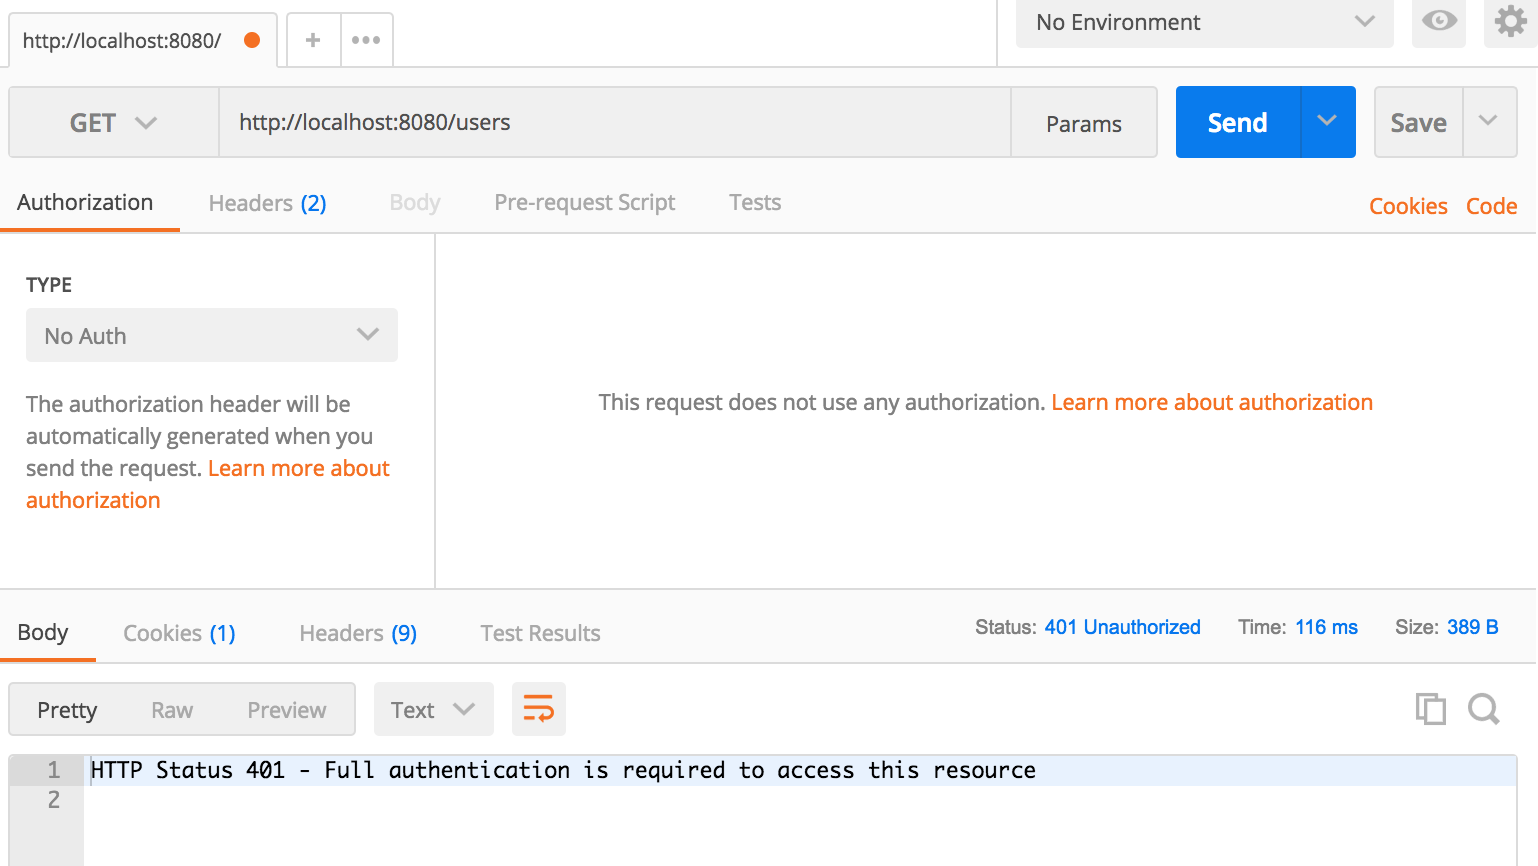 http://localhost:8080/
+
No Environment
GET
http://localhost:8080/users
Params
Send
Save
Authorization
Headers (2)
Body
Pre-request Script
Tests
Cookies
Code
TYPE
No Auth
The authorization header will be
automatically generated when you
send the request. Learn more about
authorization
This request does not use any authorization. Learn more about authorization
Body
Cookies (1)
Headers (9)
Test Results
Status: 401 Unauthorized
Time: 116 ms
Size: 389 B
Pretty
Raw
Preview
Text
1 HTTP Status 401 - Full authentication is required to access this resource
2